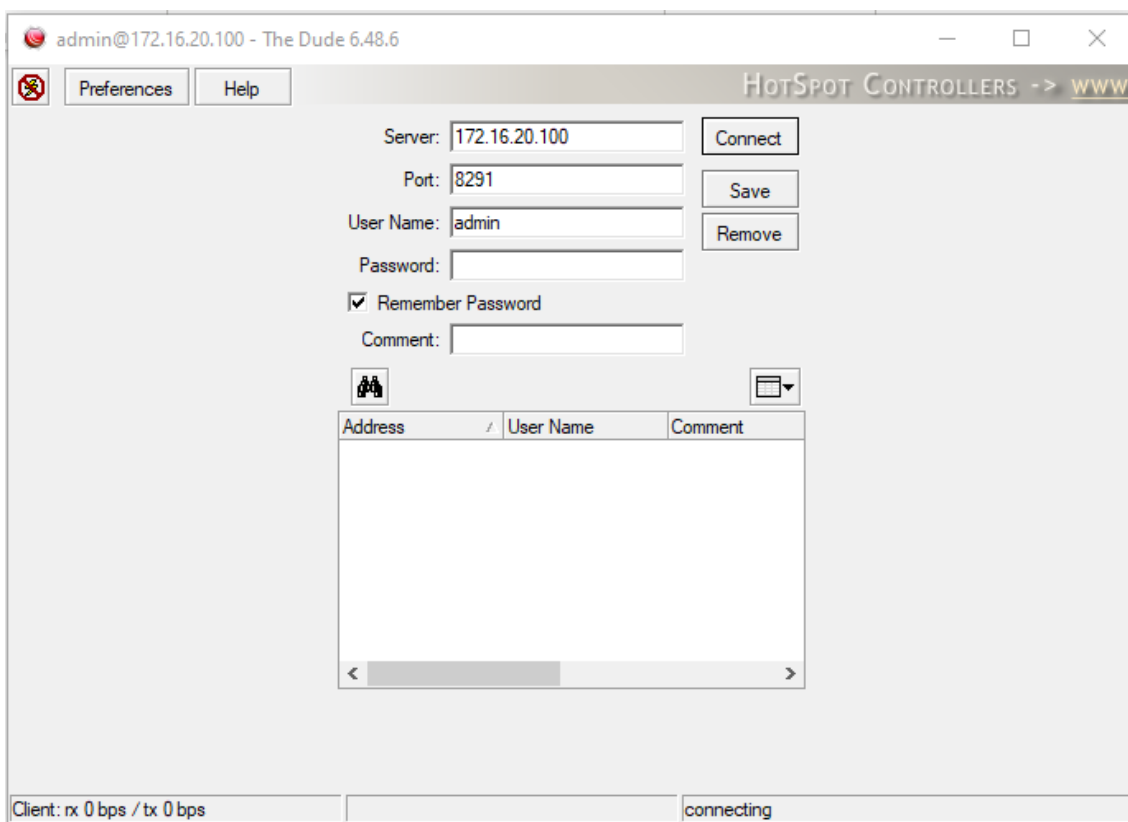 admin@172.16.20.100 - The Dude 6.48.6
Preferences Help HOTSPOT CONTROLLERS -> www
Server: 172.16.20.100 Connect
Port: 8291
Save
User Name: admin
Remove
Password:
Remember Password
Comment:
Address User Name Comment
Client: rx 0 bps / tx 0 bps connecting